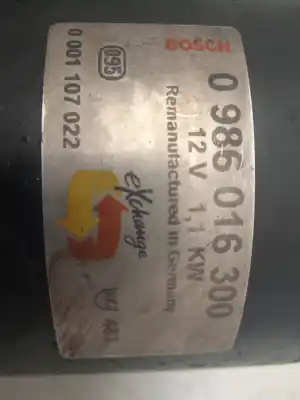 BOSCH
0 986 016 300
12 V 1,1 KW
Remanufactured in Germany
eXchange
095
0 001 107 022